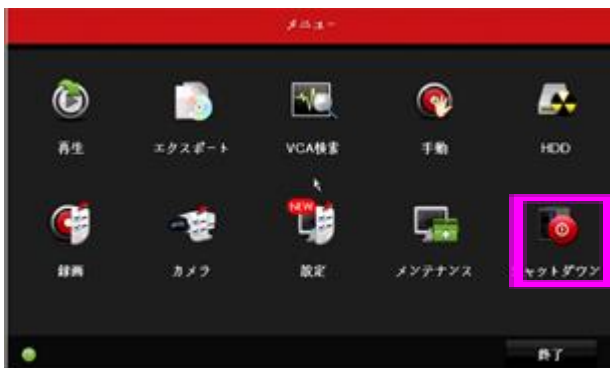 メニュー
再生 エクスポート VCA検索 手動 HDD
NEW
録画 カメラ 設定 メンテナンス シャットダウン
終了